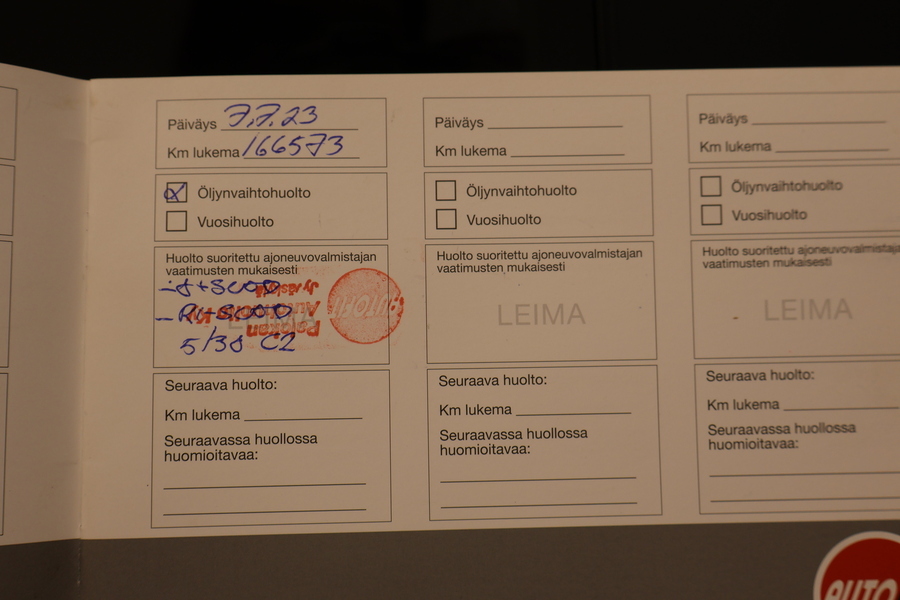 Päiväys 7.7.23
Km lukema 166573
Öljynvaihtohuolto
Vuosihuolto
Huolto suoritettu ajoneuvovalmistajan
vaatimusten mukaisesti
5/30 C2
Seuraava huolto:
Km lukema
Seuraavassa huollossa
huomioitavaa:
Päiväys
Km lukema
Öljynvaihtohuolto
Vuosihuolto
Huolto suoritettu ajoneuvovalmistajan
vaatimusten mukaisesti
LEIMA
Seuraava huolto:
Km lukema
Seuraavassa huollossa
huomioitavaa:
Päiväys
Km lukema
Öljynvaihtohuolto
Vuosihuolto
Huolto suoritettu ajoneuvovalmistaja
vaatimusten mukaisesti
LEIMA
Seuraava huolto:
Km lukema
Seuraavassa huollossa
huomioitavaa:
AUTO